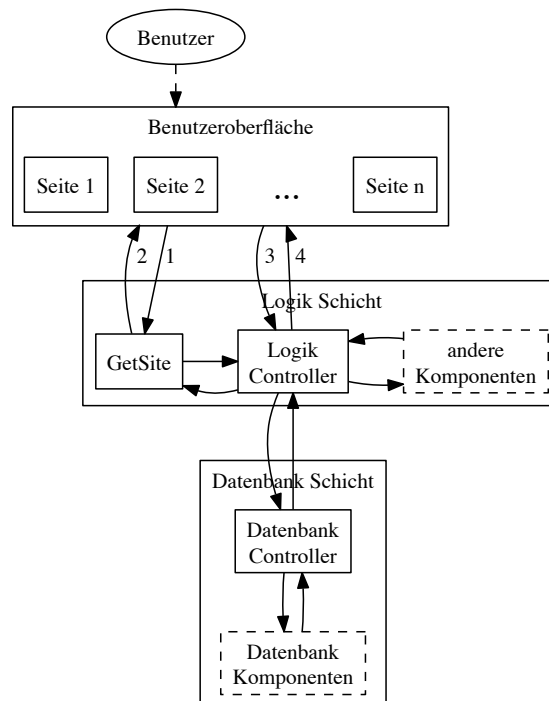 Benutzer
Benutzeroberfläche
Seite 1
Seite 2
...
Seite n
2
1
3
4
Logik Schicht
GetSite
Logik
Controller
andere
Komponenten
Datenbank Schicht
Datenbank
Controller
Datenbank
Komponenten